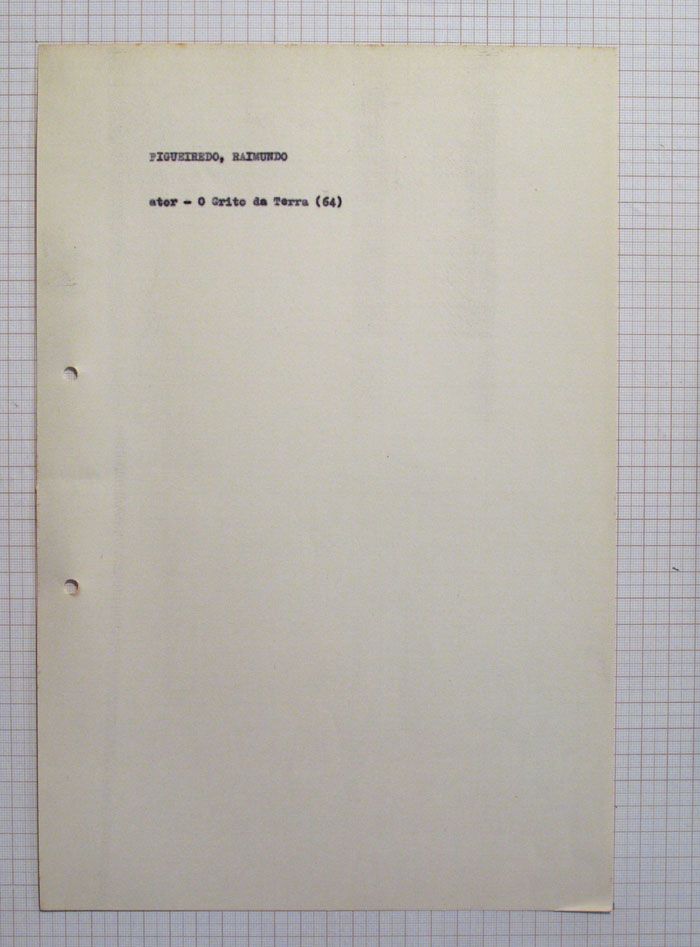 FIGUEIREDO, RAIMUNDO
ator - O Grito da Terra (64)